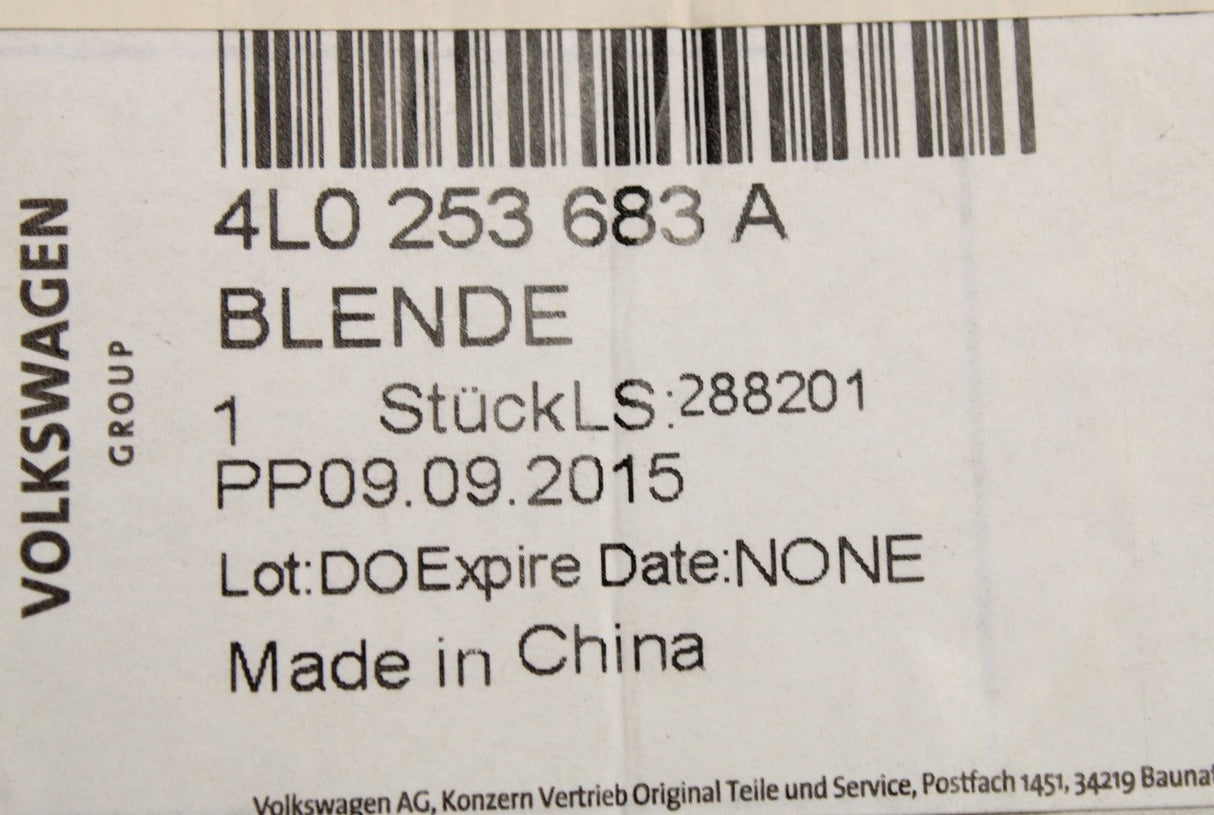 VOLKSWAGEN
GROUP
4L0 253 683 A
BLENDE
1 StückLS:288201
PP09.09.2015
Lot:DOExpire Date:NONE
Made in China
Volkswagen AG, Konzern Vertrieb Original Teile und Service, Postfach 1451, 34219